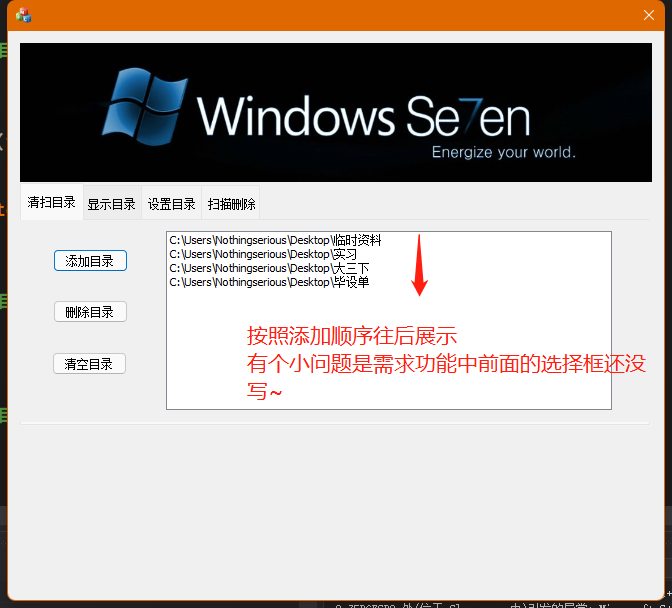 Windows Se7en
Energize your world.
清扫目录 显示目录 设置目录 扫描删除
添加目录
删除目录
清空目录
C:\Users\Nothingserious\Desktop\临时资料
C:\Users\Nothingserious\Desktop\实习
C:\Users\Nothingserious\Desktop\大三下
C:\Users\Nothingserious\Desktop\毕设单
按照添加顺序往后展示
有个小问题是需求功能中前面的选择框还没
写~